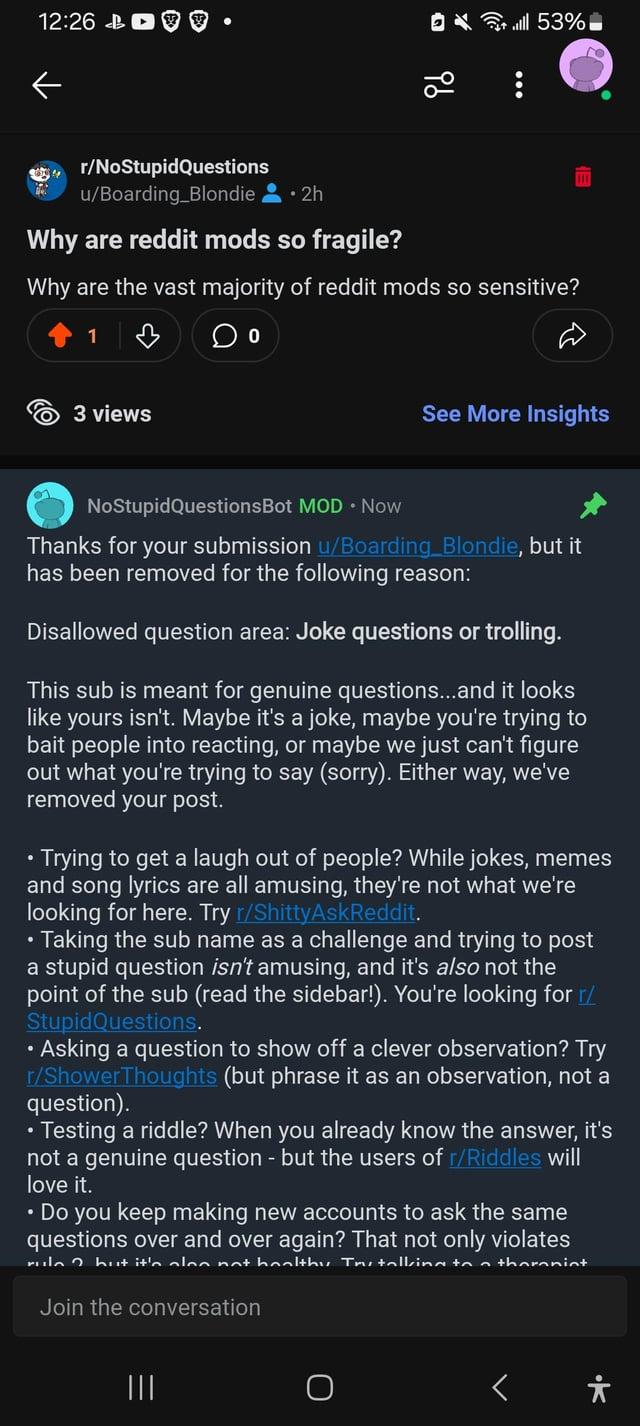 12:26
53%
r/NoStupidQuestions
u/Boarding_Blondie • 2h
Why are reddit mods so fragile?
Why are the vast majority of reddit mods so sensitive?
1
0
3 views
See More Insights
NoStupidQuestionsBot MOD • Now
Thanks for your submission u/Boarding_Blondie, but it
has been removed for the following reason:
Disallowed question area: Joke questions or trolling.
This sub is meant for genuine questions...and it looks
like yours isn't. Maybe it's a joke, maybe you're trying to
bait people into reacting, or maybe we just can't figure
out what you're trying to say (sorry). Either way, we've
removed your post.
• Trying to get a laugh out of people? While jokes, memes
and song lyrics are all amusing, they're not what we're
looking for here. Try r/ShittyAskReddit.
• Taking the sub name as a challenge and trying to post
a stupid question isn't amusing, and it's also not the
point of the sub (read the sidebar!). You're looking for r/
StupidQuestions.
• Asking a question to show off a clever observation? Try
r/ShowerThoughts (but phrase it as an observation, not a
question).
• Testing a riddle? When you already know the answer, it's
not a genuine question - but the users of r/Riddles will
love it.
• Do you keep making new accounts to ask the same
questions over and over again? That not only violates
rule 2, but it's also not healthy. Try talking to a therapist
Join the conversation